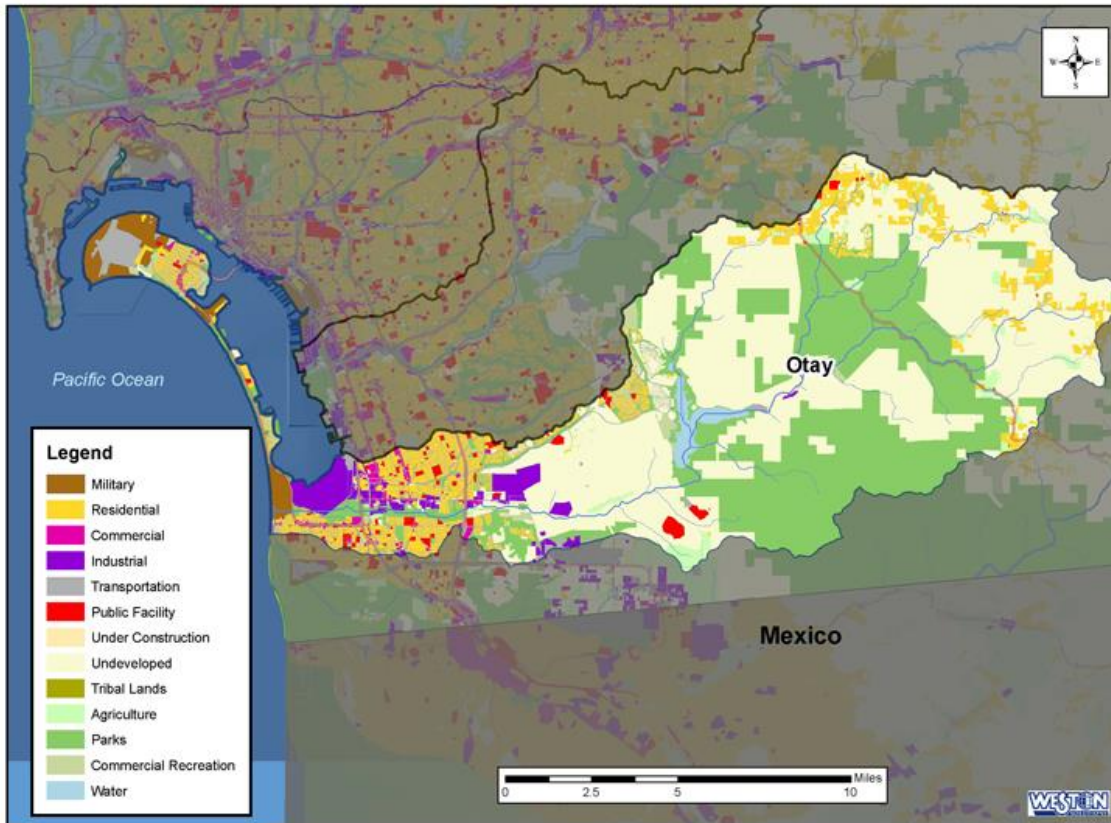 N
W E
S
Otay
Pacific Ocean
Legend
Military
Residential
Commercial
Industrial
Transportation
Public Facility
Under Construction
Undeveloped
Tribal Lands
Agriculture
Parks
Commercial Recreation
Water
Mexico
Miles
0 2.5 5 10
WESTON